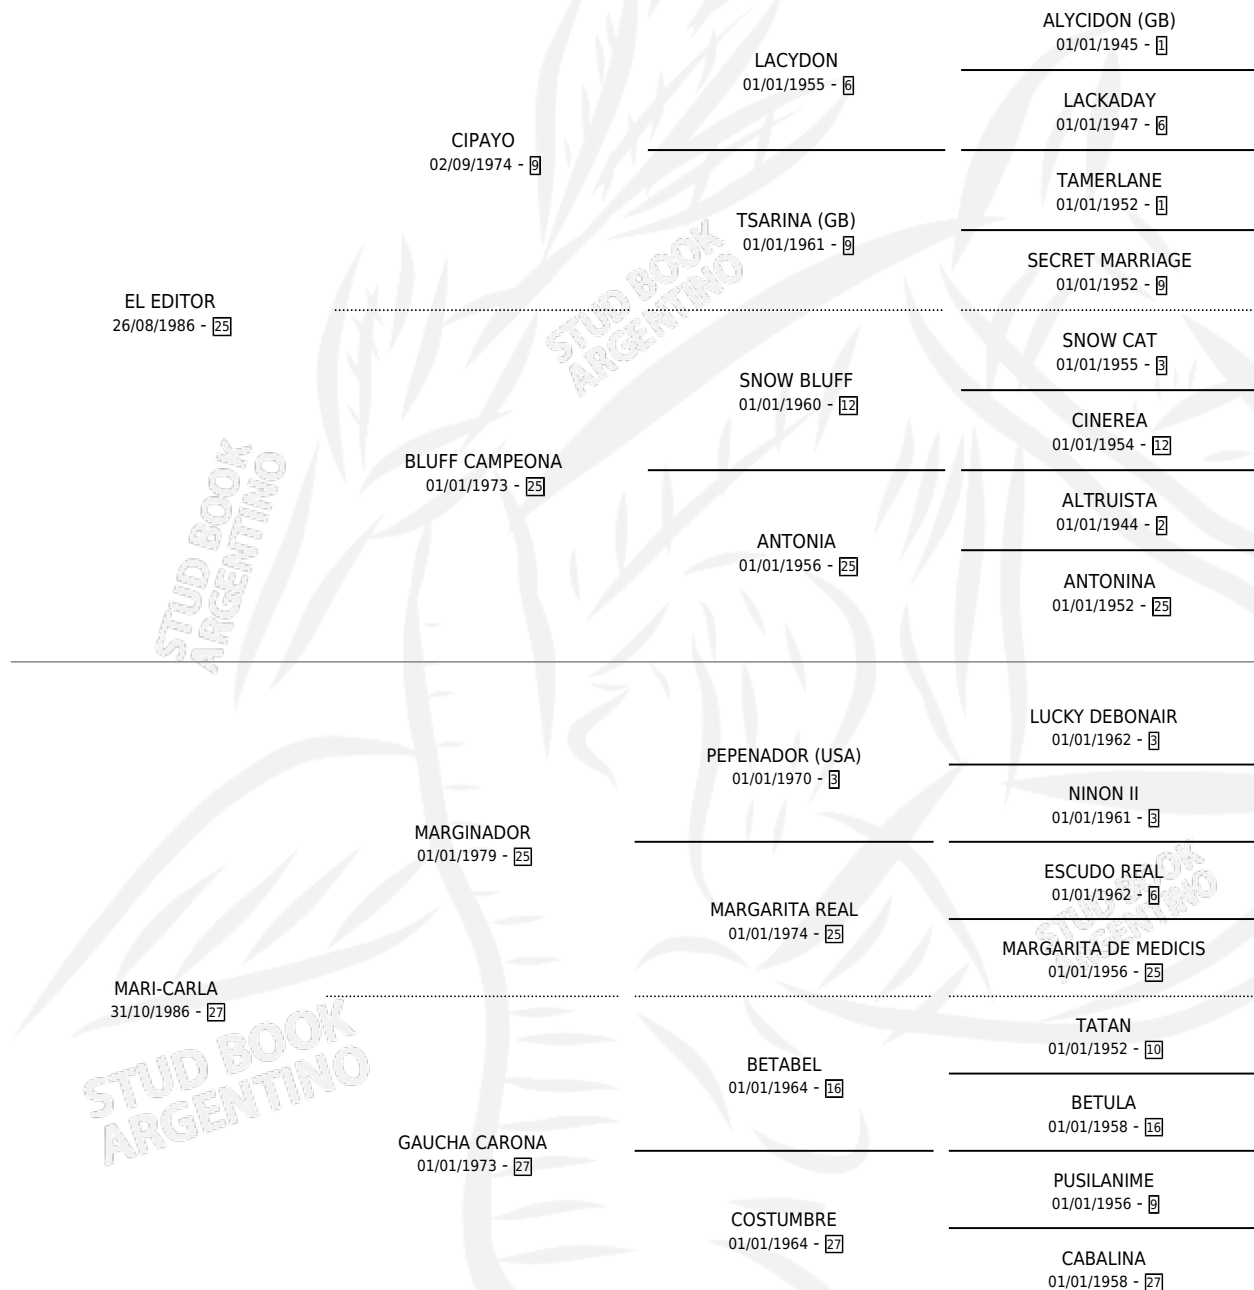 ALYCIDON (GB)
01/01/1945 - 1
LACYDON
01/01/1955 - 6
LACKADAY
01/01/1947 - 6
CIPAYO
02/09/1974 - 9
TAMERLANE
01/01/1952 - 1
TSARINA (GB)
01/01/1961 - 9
SECRET MARRIAGE
01/01/1952 - 9
EL EDITOR
26/08/1986 - 25
SNOW CAT
01/01/1955 - 3
SNOW BLUFF
01/01/1960 - 12
CINEREA
01/01/1954 - 12
BLUFF CAMPEONA
01/01/1973 - 25
ALTRUISTA
01/01/1944 - 2
ANTONIA
01/01/1956 - 25
ANTONINA
01/01/1952 - 25
LUCKY DEBONAIR
01/01/1962 - 3
PEPENADOR (USA)
01/01/1970 - 3
NINON II
01/01/1961 - 3
MARGINADOR
01/01/1979 - 25
ESCUDO REAL
01/01/1962 - 6
MARGARITA REAL
01/01/1974 - 25
MARGARITA DE MEDICIS
01/01/1956 - 25
MARI-CARLA
31/10/1986 - 27
TATAN
01/01/1952 - 10
BETABEL
01/01/1964 - 16
BETULA
01/01/1958 - 16
GAUCHA CARONA
01/01/1973 - 27
PUSILANIME
01/01/1956 - 9
COSTUMBRE
01/01/1964 - 27
CABALINA
01/01/1958 - 27
STUD BOOK
ARGENTINO
STUD BOOK
ARGENTINO
STUD BOOK
ARGENTINO
STUD BOOK
ARGENTINO